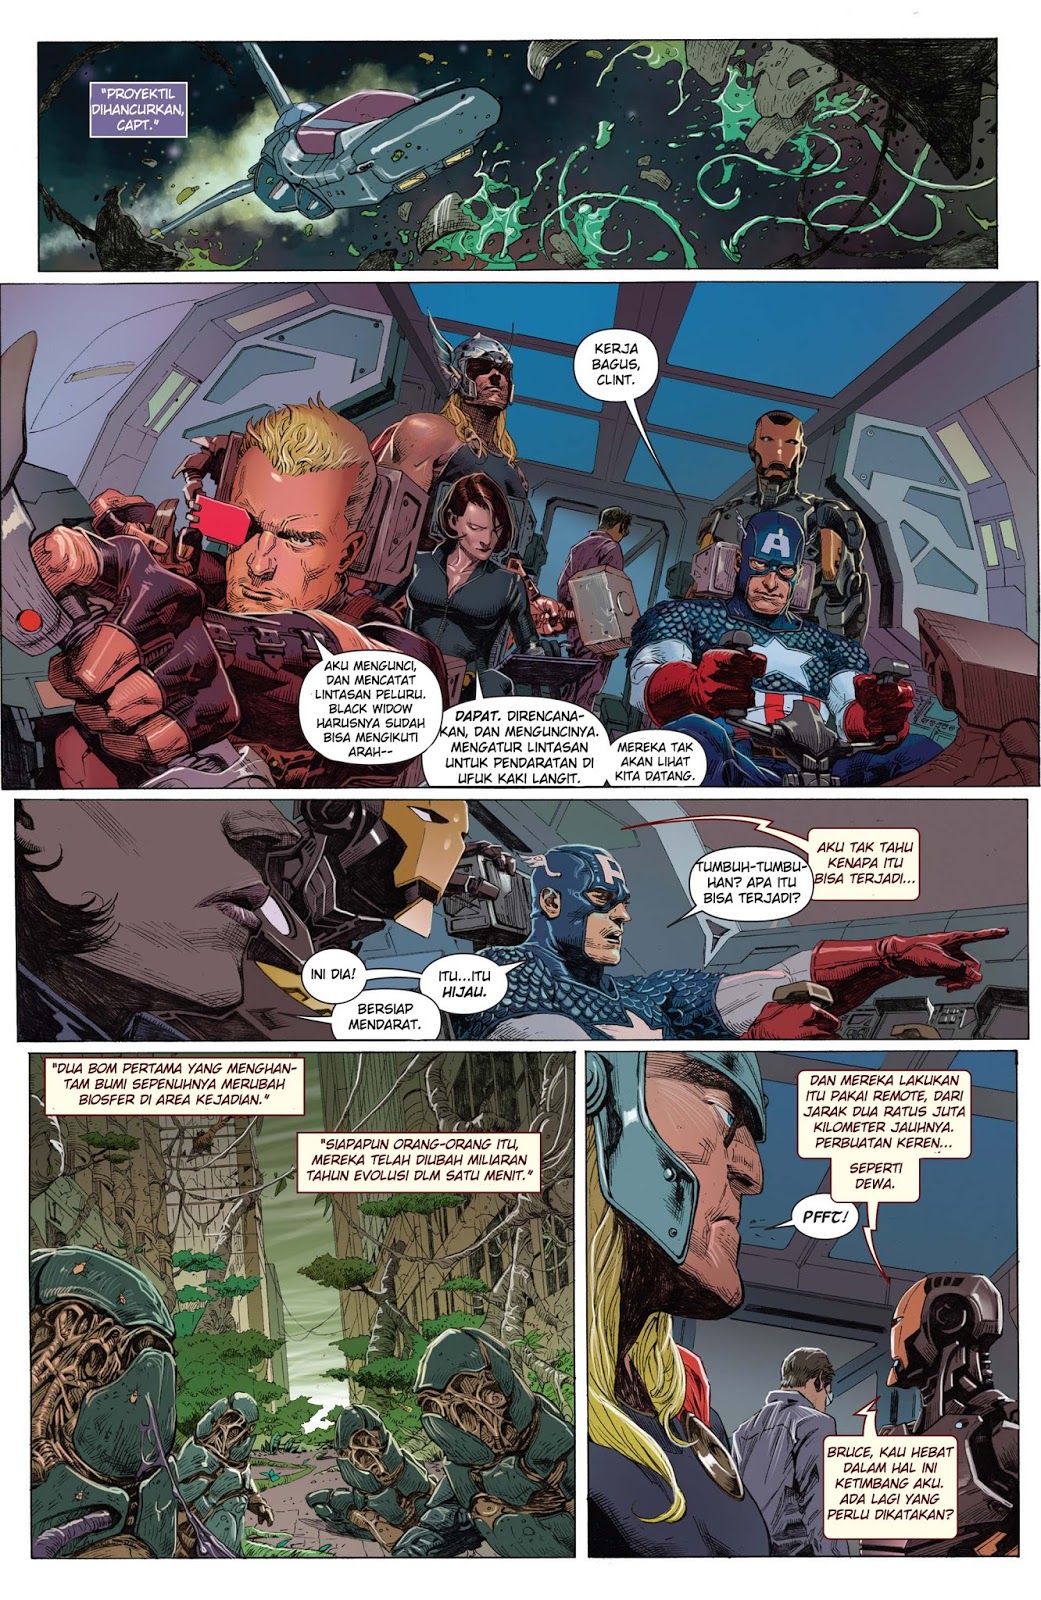 "PROYEKTIL
DIHANCURKAN,
CAPT."
KERJA
BAGUS,
CLINT.
AKU MENGUNCI,
DAN MENCATAT
LINTASAN PELURU.
BLACK WIDOW
HARUSNYA SUDAH
BISA MENGIKUTI
ARAH--
DAPAT. DIRENCANA-
KAN, DAN MENGUNCINYA.
MENGATUR LINTASAN
UNTUK PENDARATAN DI
UFUK KAKI LANGIT.
MEREKA TAK
AKAN LIHAT
KITA DATANG.
AKU TAK TAHU
KENAPA ITU
BISA TERJADI...
TUMBUH-TUMBU-
HAN? APA ITU
BISA TERJADI?
INI DIA!
ITU...ITU
HIJAU.
BERSIAP
MENDARAT.
"DUA BOM PERTAMA YANG MENGHAN-
TAM BUMI SEPENUHNYA MERUBAH
BIOSFER DI AREA KEJADIAN."
"SIAPAPUN ORANG-ORANG ITU,
MEREKA TELAH DIUBAH MILIARAN
TAHUN EVOLUSI DLM SATU MENIT."
DAN MEREKA LAKUKAN
ITU PAKAI REMOTE, DARI
JARAK DUA RATUS JUTA
KILOMETER JAUHNYA.
PERBUATAN KEREN...
SEPERTI
DEWA.
PFFT!
BRUCE, KAU HEBAT
DALAM HAL INI
KETIMBANG AKU.
ADA LAGI YANG
PERLU DIKATAKAN?
A
A